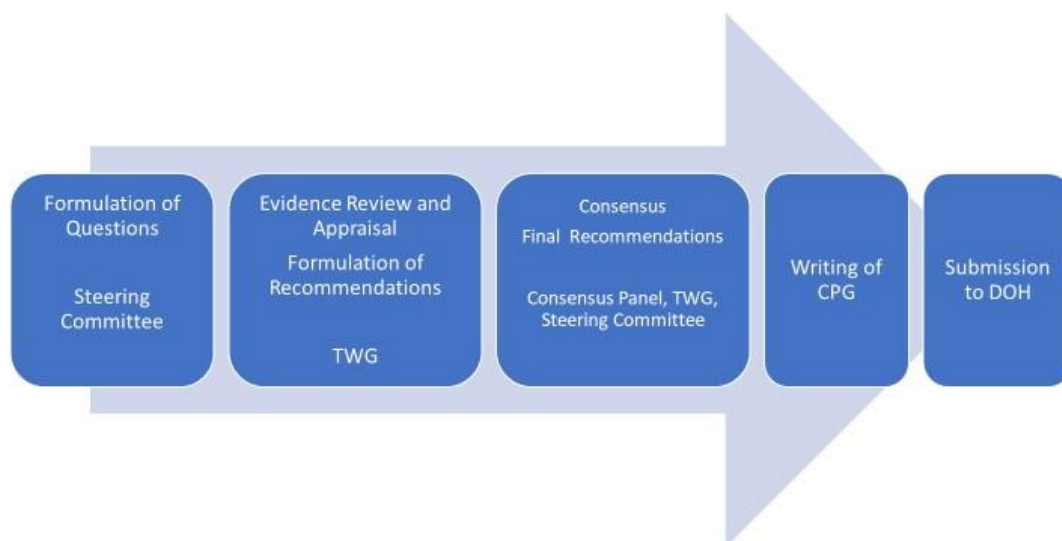 Formulation of
Questions
Steering
Committee
Evidence Review and
Appraisal
Formulation of
Recommendations
TWG
Consensus
Final Recommendations
Consensus Panel, TWG,
Steering Committee
Writing of
CPG
Submission
to DOH